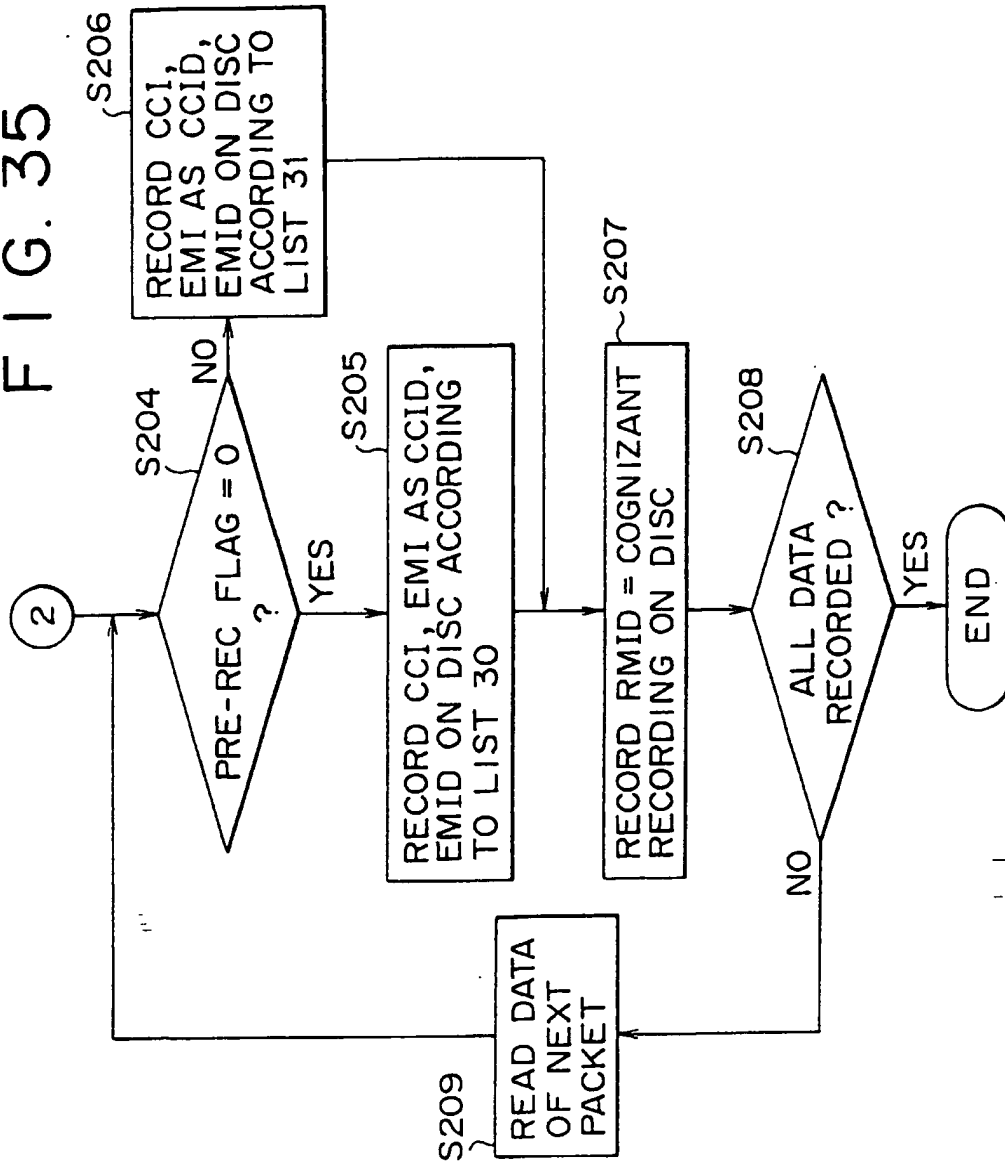 FIG. 35
2
S204
PRE-REC FLAG = 0
?
NO
YES
S206
RECORD CCI,
EMI AS CCID,
EMID ON DISC
ACCORDING TO
LIST 31
S205
RECORD CCI, EMI AS CCID,
EMID ON DISC ACCORDING
TO LIST 30
S207
RECORD RMID = COGNIZANT
RECORDING ON DISC
S208
ALL DATA
RECORDED ?
NO
YES
S209
READ DATA
OF NEXT
PACKET
END